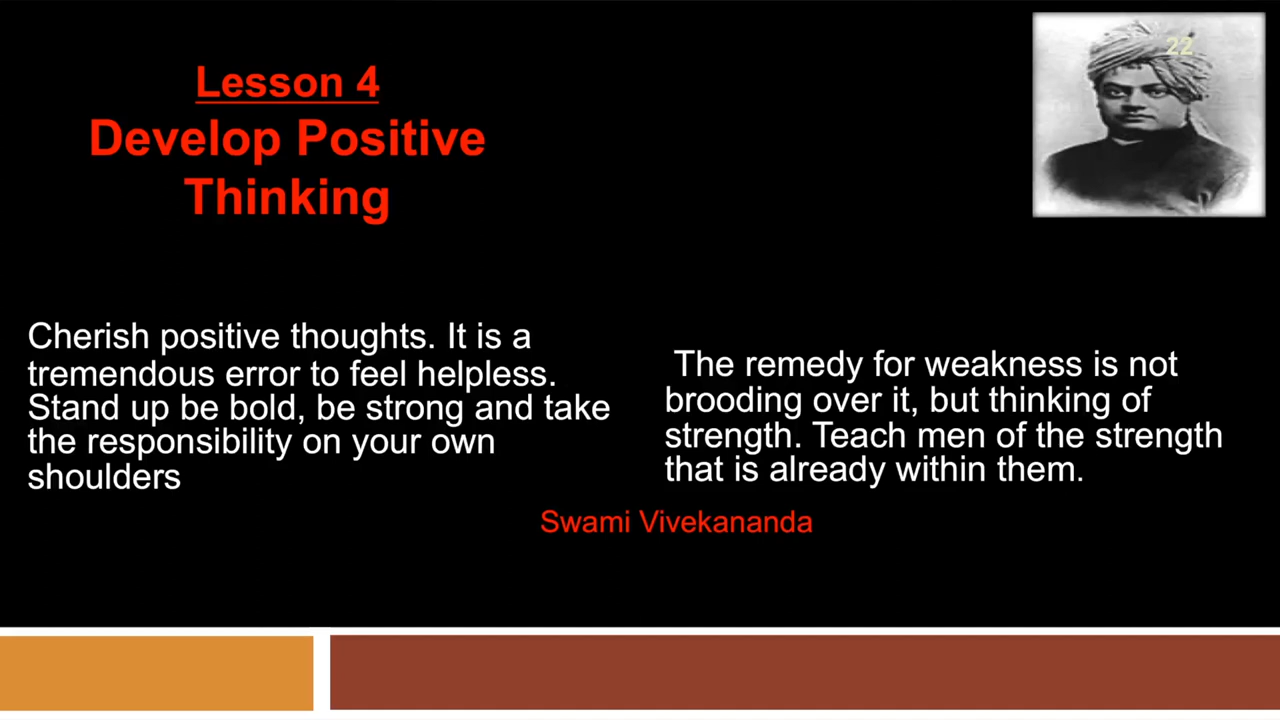 22
Lesson 4
Develop Positive
Thinking
Cherish positive thoughts. It is a
tremendous error to feel helpless.
Stand up be bold, be strong and take
the responsibility on your own
shoulders
The remedy for weakness is not
brooding over it, but thinking of
strength. Teach men of the strength
that is already within them.
Swami Vivekananda